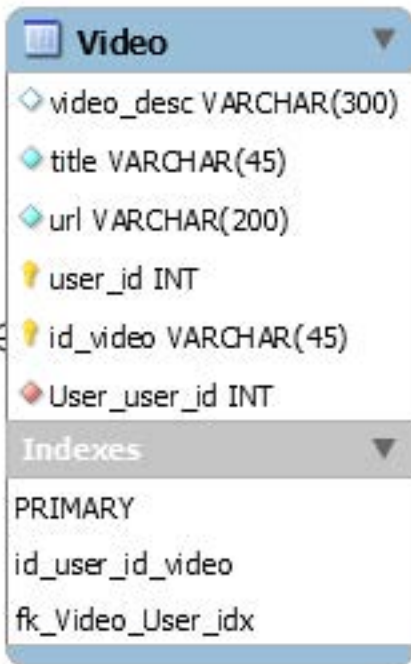 Video
video_desc VARCHAR(300)
title VARCHAR(45)
url VARCHAR(200)
user_id INT
id_video VARCHAR(45)
User_user_id INT
Indexes
PRIMARY
id_user_id_video
fk_Video_User_idx